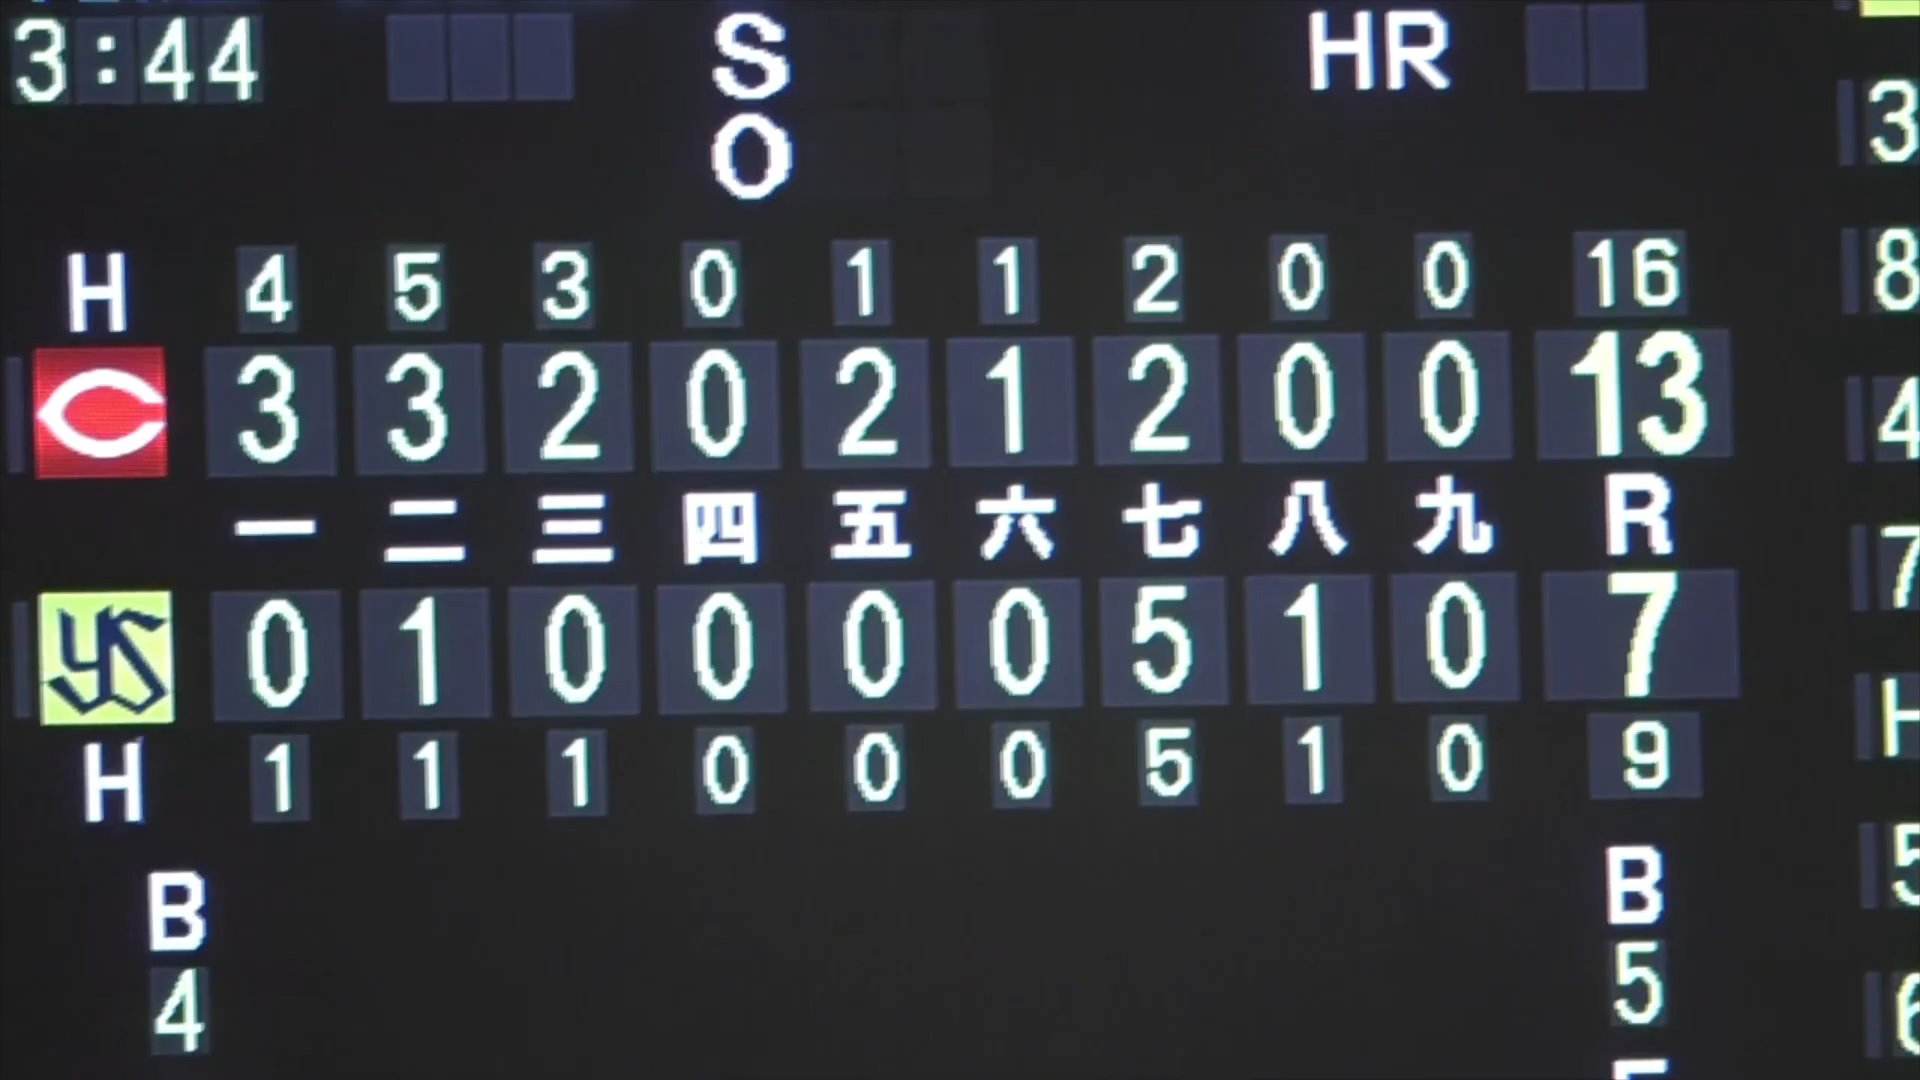 3:44 S HR
O 3
H 4 5 3 0 1 1 2 0 0 16 8
C 3 3 2 0 2 1 2 0 0 13 4
一 二 三 四 五 六 七 八 九 R 7
YS 0 1 0 0 0 0 5 1 0 7 H
H 1 1 1 0 0 0 5 1 0 9
B B 5
4 5 6